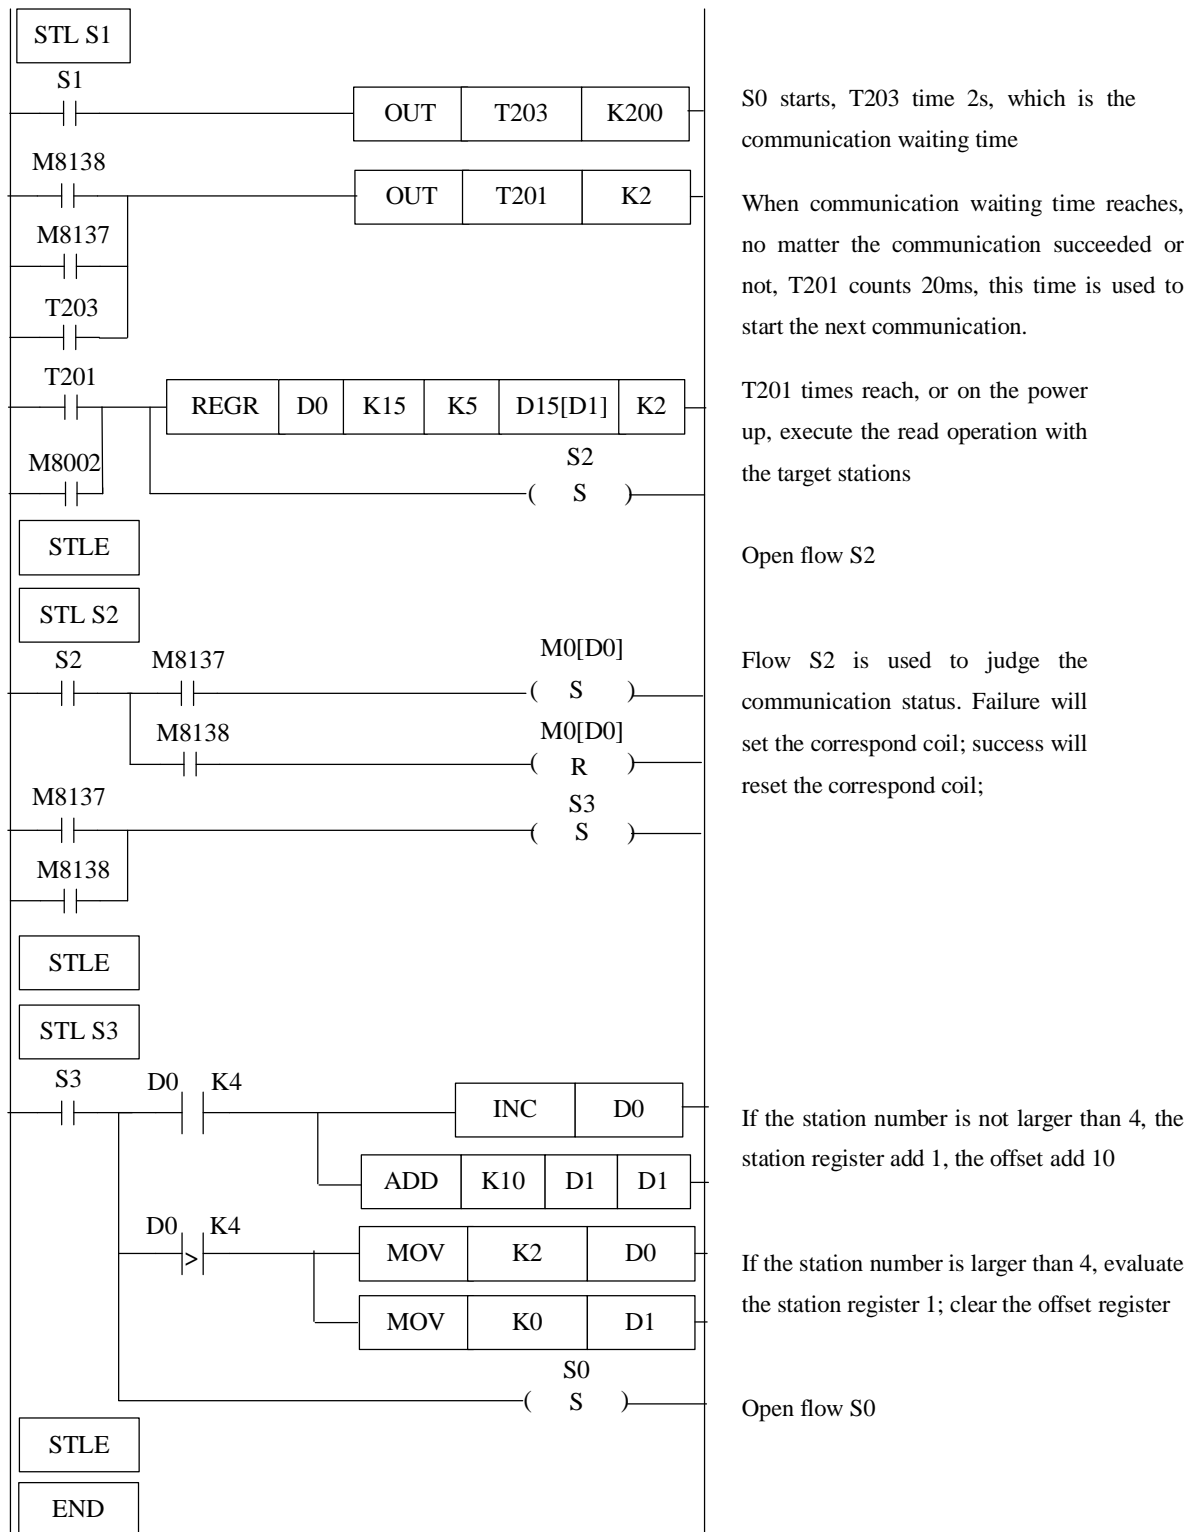 STL S1
S1
OUT T203 K200
S0 starts, T203 time 2s, which is the
communication waiting time
M8138
OUT T201 K2
M8137
T203
When communication waiting time reaches,
no matter the communication succeeded or
not, T201 counts 20ms, this time is used to
start the next communication.
T201
REGR D0 K15 K5 D15[D1] K2
M8002
S2
( S )
T201 times reach, or on the power
up, execute the read operation with
the target stations
STLE
Open flow S2
STL S2
S2 M8137
M0[D0]
( S )
M8138
M0[D0]
( R )
Flow S2 is used to judge the
communication status. Failure will
set the correspond coil; success will
reset the correspond coil;
M8137
S3
( S )
M8138
STLE
STL S3
S3
D0 K4
INC D0
ADD K10 D1 D1
If the station number is not larger than 4, the
station register add 1, the offset add 10
D0 K4
>
MOV K2 D0
MOV K0 D1
If the station number is larger than 4, evaluate
the station register 1; clear the offset register
S0
( S )
Open flow S0
STLE
END